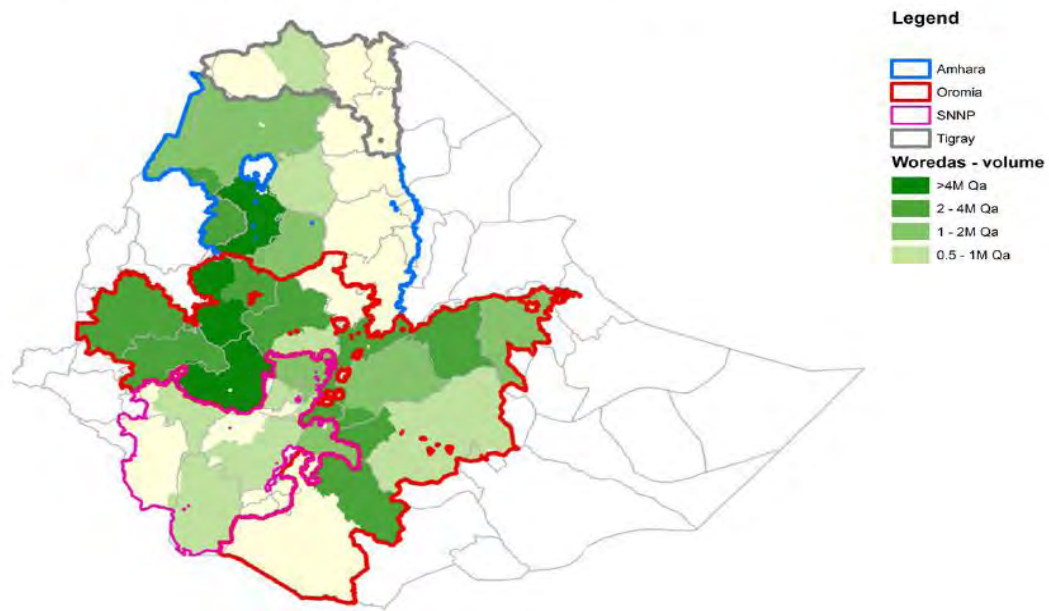 Legend
Amhara
Oromia
SNNP
Tigray
Woredas - volume
>4M Qa
2 - 4M Qa
1 - 2M Qa
0.5 - 1M Qa